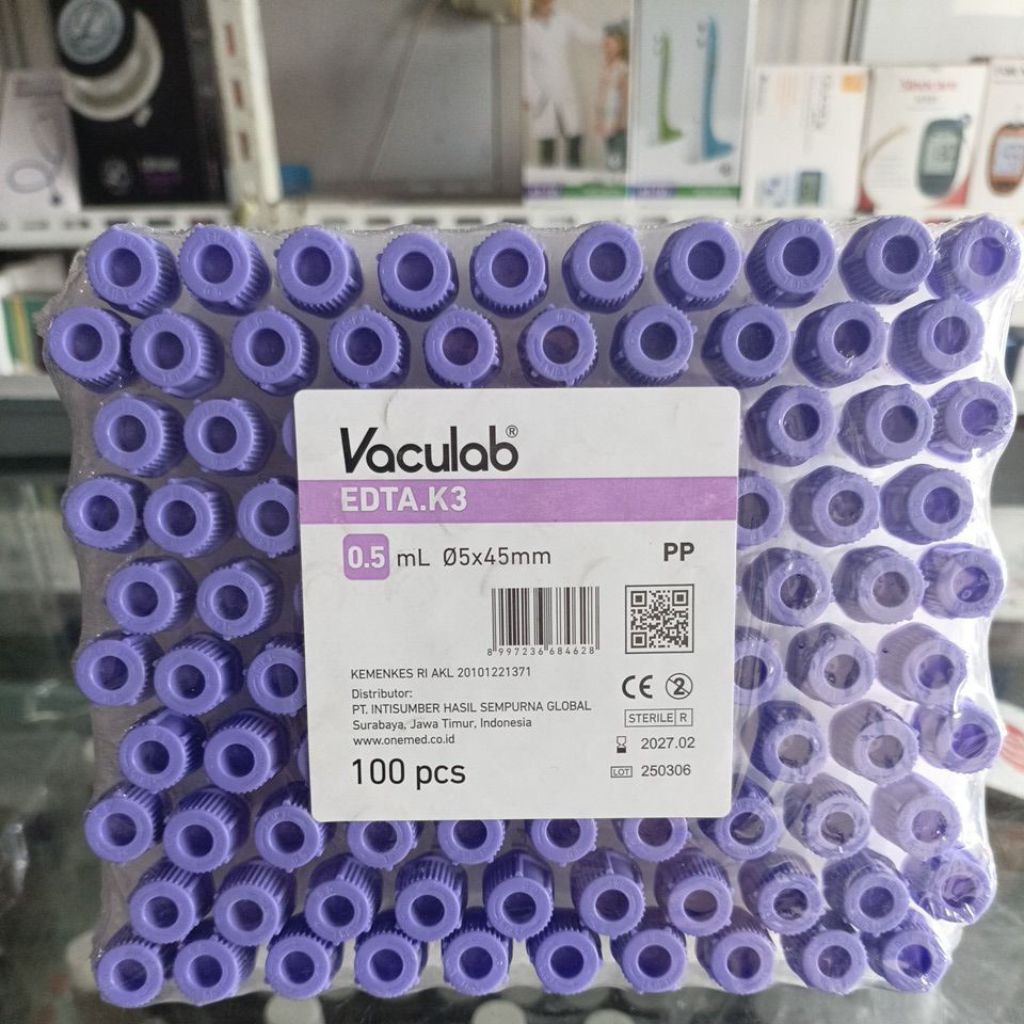 Vaculab®
EDTA.K3
0.5 mL Ø5x45mm PP
8 997236 684628
KEMENKES RI AKL 20101221371
Distributor:
PT. INTISUMBER HASIL SEMPURNA GLOBAL
Surabaya, Jawa Timur, Indonesia
www.onemed.co.id
100 pcs
CE 2
STERILE R
2027.02
LOT 250306